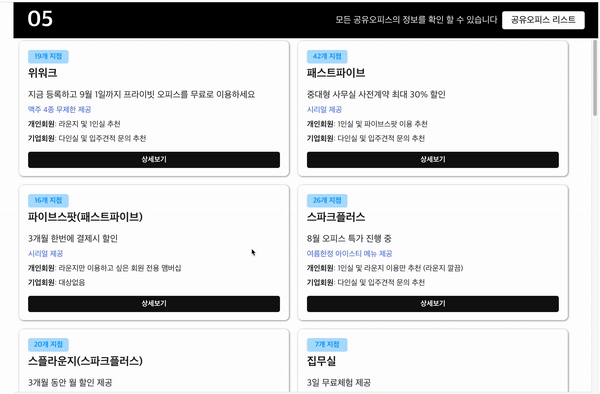 05
모든 공유오피스의 정보를 확인 할 수 있습니다
공유오피스 리스트
19개 지점
위워크
지금 등록하고 9월 1일까지 프라이빗 오피스를 무료로 이용하세요
맥주 4종 무제한 제공
개인회원: 라운지 및 1인실 추천
기업회원: 다인실 및 입주견적 문의 추천
상세보기
42개 지점
패스트파이브
중대형 사무실 사전계약 최대 30% 할인
시리얼 제공
개인회원: 1인실 및 파이브스팟 이용 추천
기업회원: 다인실 및 입주견적 문의 추천
상세보기
16개 지점
파이브스팟(패스트파이브)
3개월 한번에 결제시 할인
시리얼 제공
개인회원: 라운지만 이용하고 싶은 회원 전용 멤버십
기업회원: 대상없음
상세보기
26개 지점
스파크플러스
8월 오피스 특가 진행 중
여름한정 아이스티 메뉴 제공
개인회원: 1인실 및 라운지 이용만 추천 (라운지 깔끔)
기업회원: 다인실 및 입주견적 문의 추천
상세보기
20개 지점
스플라운지(스파크플러스)
3개월 동안 월 할인 제공
7개 지점
집무실
3일 무료체험 제공